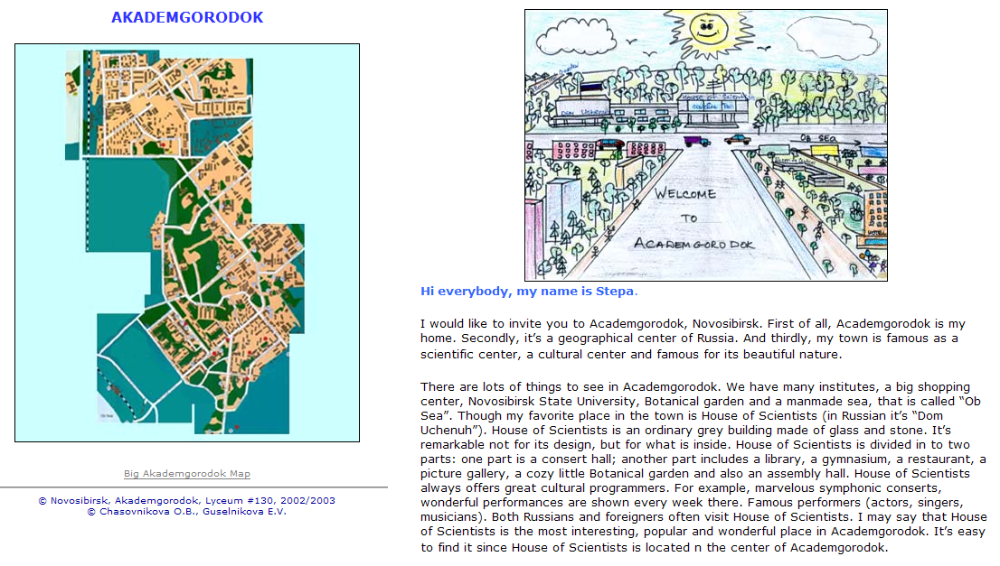 AKADEMGORODOK
Big Akademgorodok Map
© Novosibirsk, Akademgorodok, Lyceum #130, 2002/2003
© Chasovnikova O.B., Guselnikova E.V.
HOUSE OF
OB SEA
WELCOME
TO
ACADEMGORODOK
Hi everybody, my name is Stepa.
I would like to invite you to Academgorodok, Novosibirsk. First of all, Academgorodok is my
home. Secondly, it’s a geographical center of Russia. And thirdly, my town is famous as a
scientific center, a cultural center and famous for its beautiful nature.
There are lots of things to see in Academgorodok. We have many institutes, a big shopping
center, Novosibirsk State University, Botanical garden and a manmade sea, that is called “Ob
Sea”. Though my favorite place in the town is House of Scientists (in Russian it’s “Dom
Uchenuh”). House of Scientists is an ordinary grey building made of glass and stone. It’s
remarkable not for its design, but for what is inside. House of Scientists is divided in to two
parts: one part is a consert hall; another part includes a library, a gymnasium, a restaurant, a
picture gallery, a cozy little Botanical garden and also an assembly hall. House of Scientists
always offers great cultural programmers. For example, marvelous symphonic conserts,
wonderful performances are shown every week there. Famous performers (actors, singers,
musicians). Both Russians and foreigners often visit House of Scientists. I may say that House
of Scientists is the most interesting, popular and wonderful place in Academgorodok. It’s easy
to find it since House of Scientists is located n the center of Academgorodok.